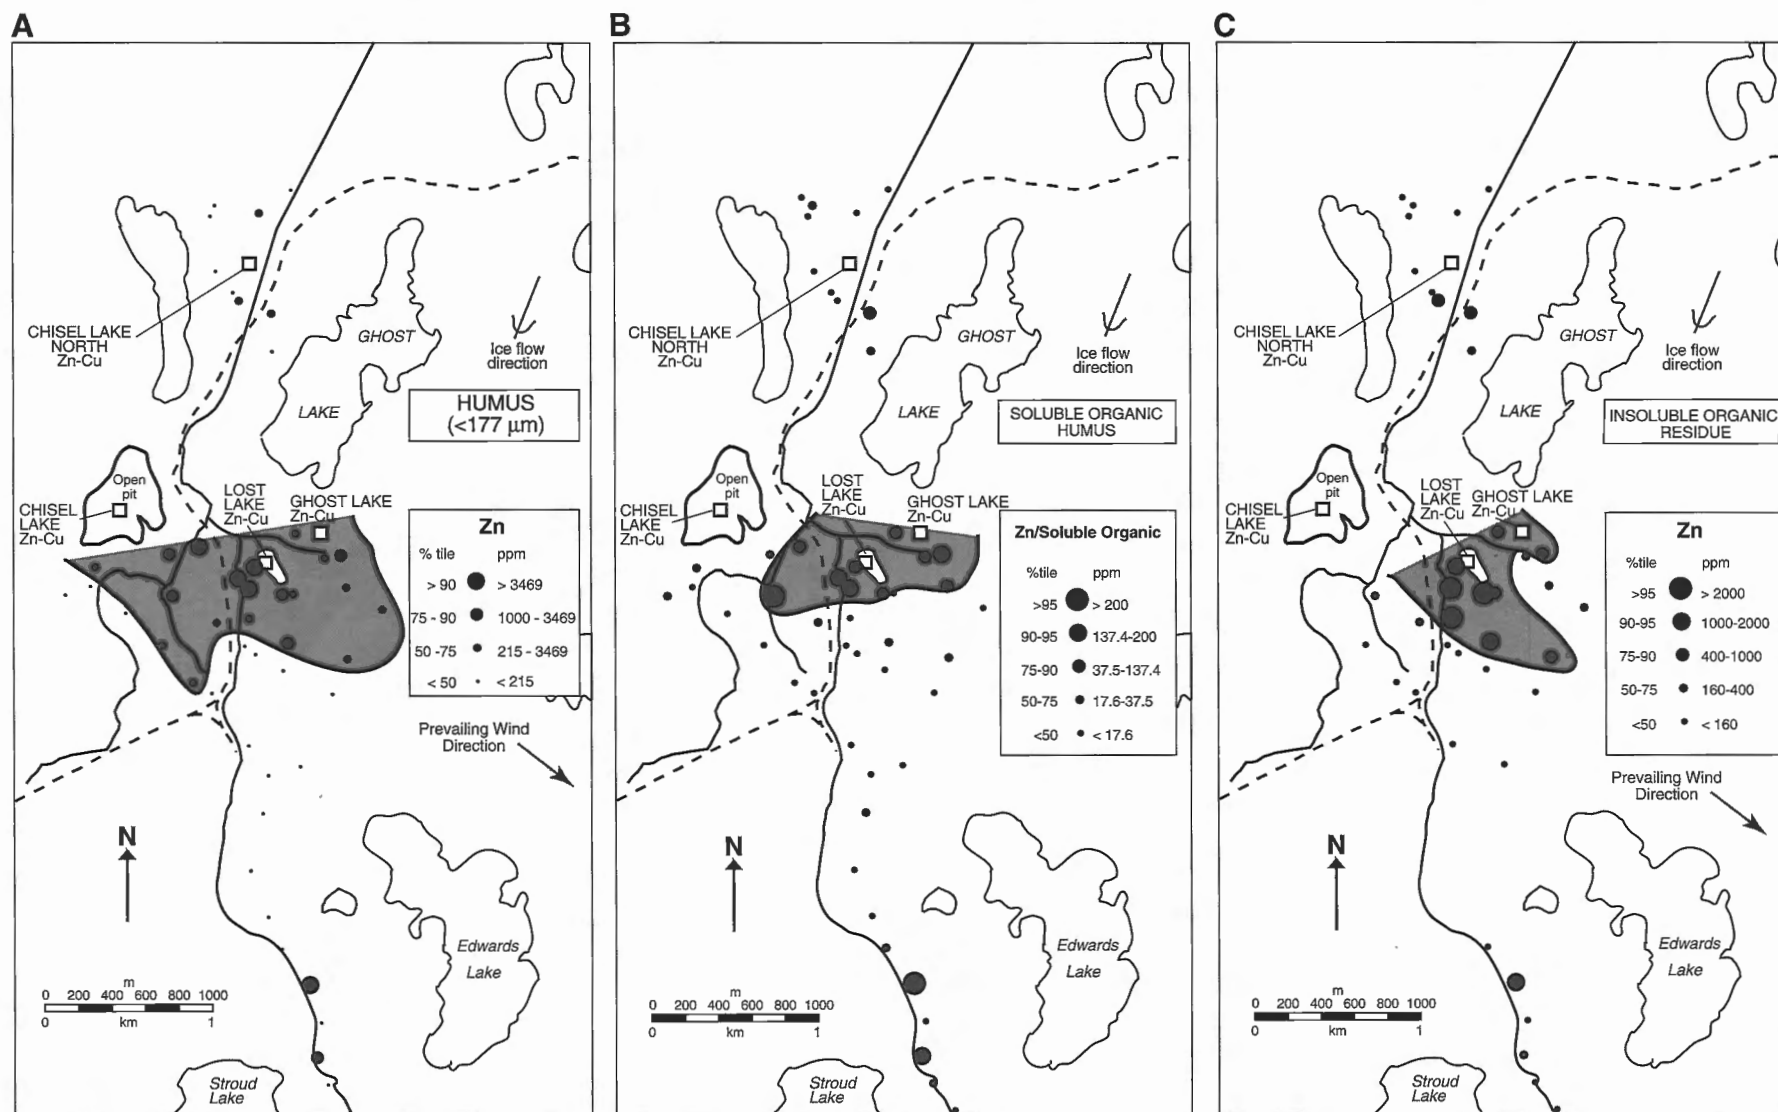 A
CHISEL LAKE
NORTH
Zn-Cu
GHOST
LAKE
Ice flow
direction
HUMUS
(<177 µm)
Open
pit
CHISEL
LAKE
Zn-Cu
LOST
LAKE
Zn-Cu
GHOST LAKE
Zn-Cu
Zn
% tile ppm
> 90 > 3469
75 - 90 1000 - 3469
50 -75 215 - 3469
< 50 < 215
Prevailing Wind
Direction
N
m
0 200 400 600 800 1000
0 km 1
Edwards
Lake
Stroud
Lake
B
CHISEL LAKE
NORTH
Zn-Cu
GHOST
LAKE
Ice flow
direction
SOLUBLE ORGANIC
HUMUS
Open
pit
CHISEL
LAKE
Zn-Cu
LOST
LAKE
Zn-Cu
GHOST LAKE
Zn-Cu
Zn/Soluble Organic
%tile ppm
>95 > 200
90-95 137.4-200
75-90 37.5-137.4
50-75 17.6-37.5
<50 < 17.6
N
m
0 200 400 600 800 1000
0 km 1
Edwards
Lake
Stroud
Lake
C
CHISEL LAKE
NORTH
Zn-Cu
GHOST
LAKE
Ice flow
direction
INSOLUBLE ORGANIC
RESIDUE
Open
pit
CHISEL
LAKE
Zn-Cu
LOST
LAKE
Zn-Cu
GHOST LAKE
Zn-Cu
Zn
%tile ppm
>95 > 2000
90-95 1000-2000
75-90 400-1000
50-75 160-400
<50 < 160
Prevailing Wind
Direction
N
m
0 200 400 600 800 1000
0 km 1
Edwards
Lake
Stroud
Lake